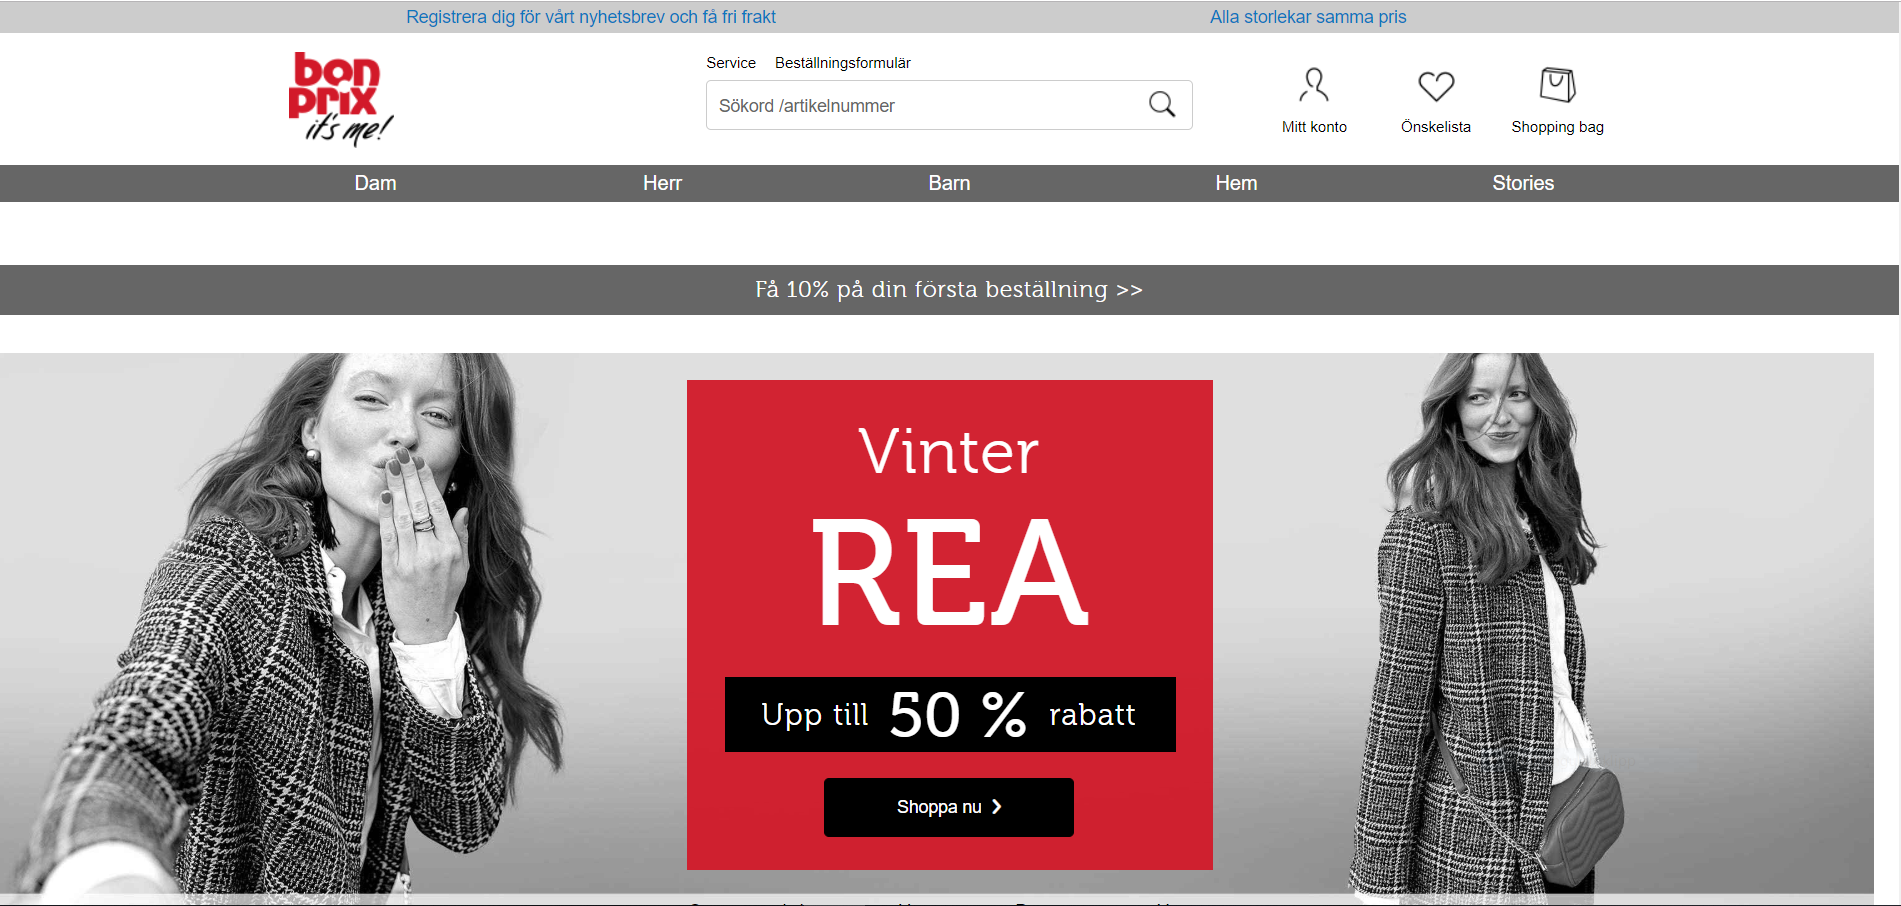 Registrera dig för vårt nyhetsbrev och få fri frakt
Alla storlekar samma pris
bon
prix
it's me!
Service
Beställningsformulär
Sökord /artikelnummer
Mitt konto
Önskelista
Shopping bag
Dam
Herr
Barn
Hem
Stories
Få 10% på din första beställning >>
Vinter
REA
Upp till 50 % rabatt
Shoppa nu